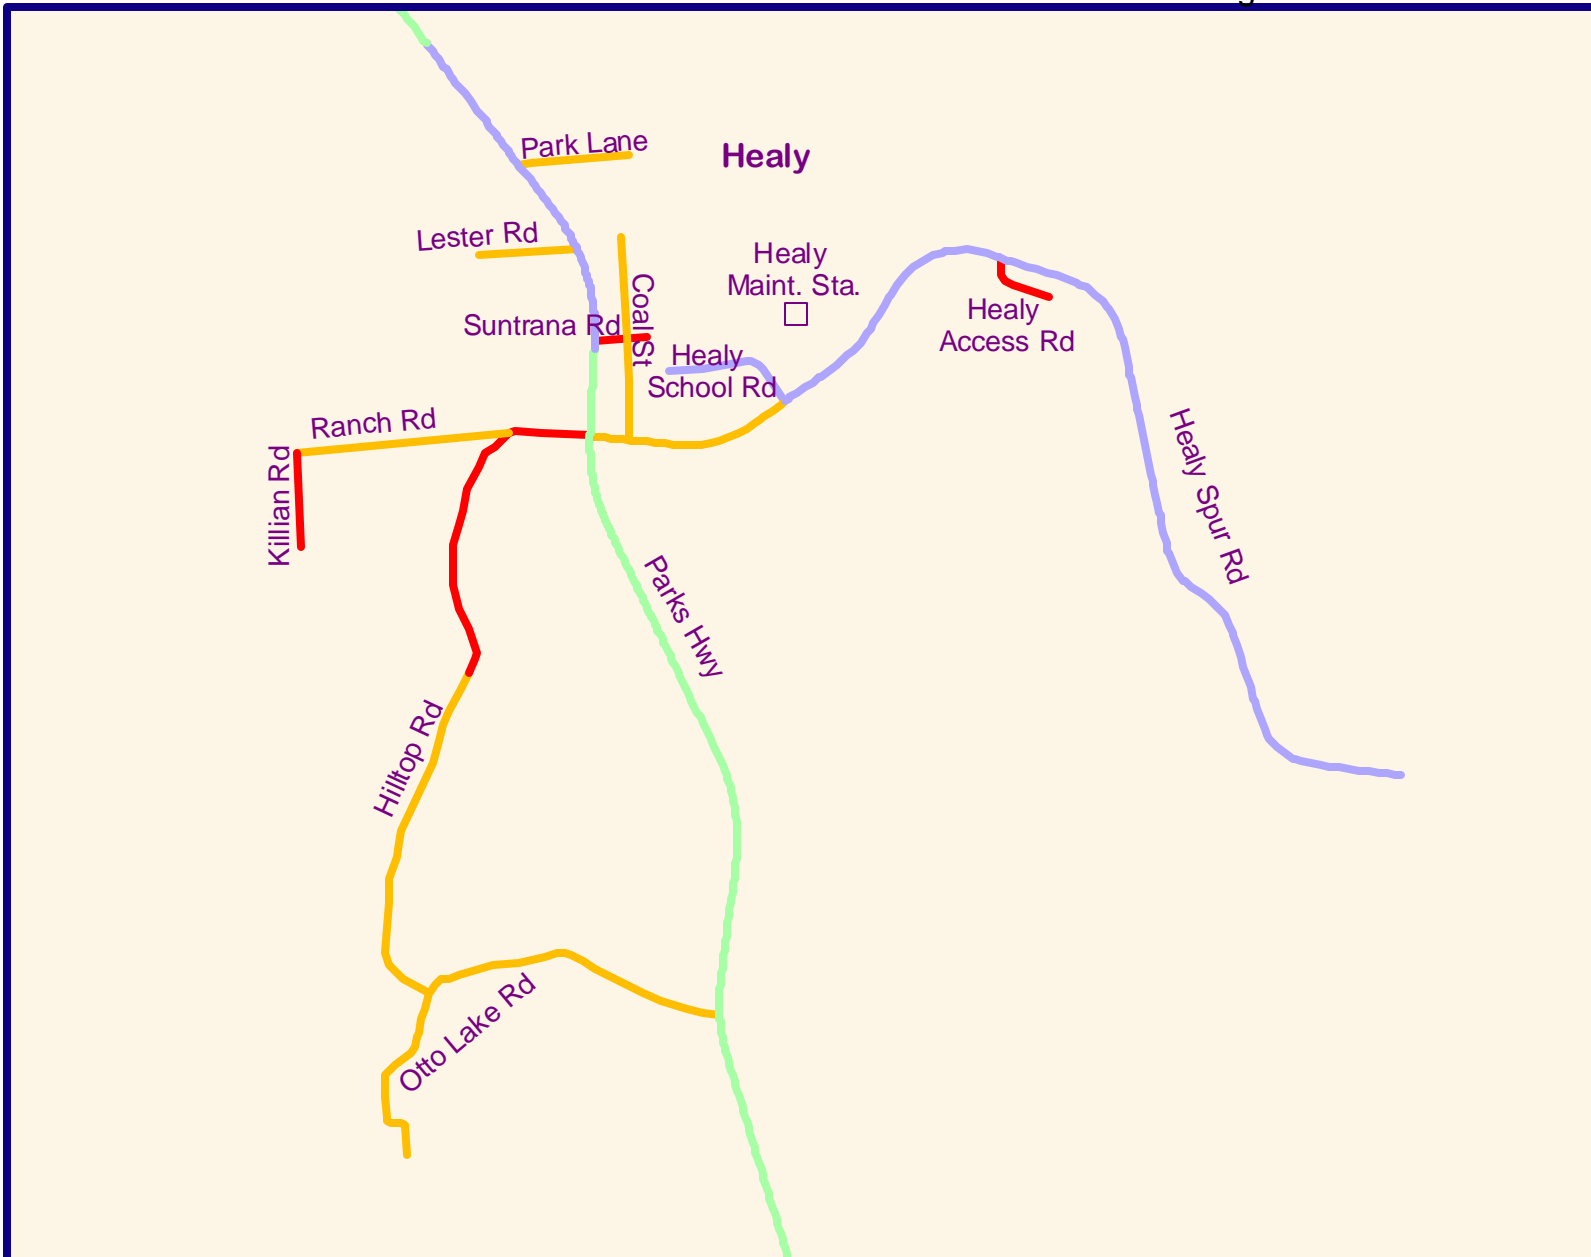 Park Lane
Healy
Lester Rd
Healy
Maint. Sta.
Coal St
Suntrana Rd
Healy
Access Rd
Healy
School Rd
Ranch Rd
Killian Rd
Healy Spur Rd
Parks Hwy
Hilltop Rd
Otto Lake Rd